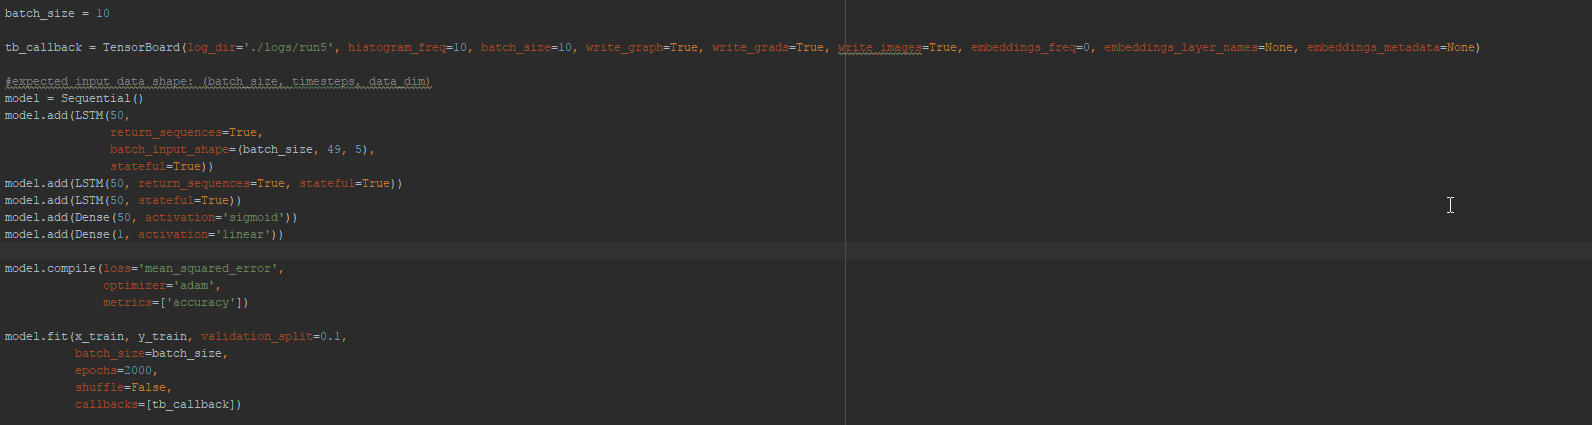 batch_size = 10
tb_callback = TensorBoard(log_dir='./logs/run5', histogram_freq=10, batch_size=10, write_graph=True, write_grads=True, write_images=True, embeddings_freq=0, embeddings_layer_names=None, embeddings_metadata=None)
#expected input data shape: (batch_size, timesteps, data_dim)
model = Sequential()
model.add(LSTM(50,
return_sequences=True,
batch_input_shape=(batch_size, 49, 5),
stateful=True))
model.add(LSTM(50, return_sequences=True, stateful=True))
model.add(LSTM(50, stateful=True))
model.add(Dense(50, activation='sigmoid'))
model.add(Dense(1, activation='linear'))
model.compile(loss='mean_squared_error',
optimizer='adam',
metrics=['accuracy'])
model.fit(x_train, y_train, validation_split=0.1,
batch_size=batch_size,
epochs=2000,
shuffle=False,
callbacks=[tb_callback])